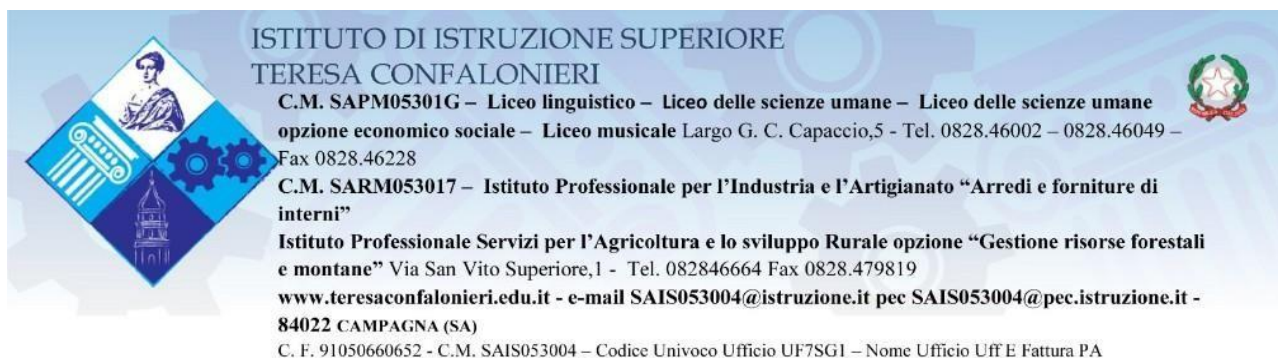 ISTITUTO DI ISTRUZIONE SUPERIORE
TERESA CONFALONIERI
C.M. SAPM05301G – Liceo linguistico – Liceo delle scienze umane – Liceo delle scienze umane
opzione economico sociale – Liceo musicale Largo G. C. Capaccio,5 - Tel. 0828.46002 – 0828.46049 –
Fax 0828.46228
C.M. SARM053017 – Istituto Professionale per l'Industria e l'Artigianato “Arredi e forniture di
interni”
Istituto Professionale Servizi per l'Agricoltura e lo sviluppo Rurale opzione “Gestione risorse forestali
e montane” Via San Vito Superiore,1 - Tel. 082846664 Fax 0828.479819
www.teresaconfalonieri.edu.it - e-mail SAIS053004@istruzione.it pec SAIS053004@pec.istruzione.it -
84022 CAMPAGNA (SA)
C. F. 91050660652 - C.M. SAIS053004 – Codice Univoco Ufficio UF7SG1 – Nome Ufficio Uff E Fattura PA